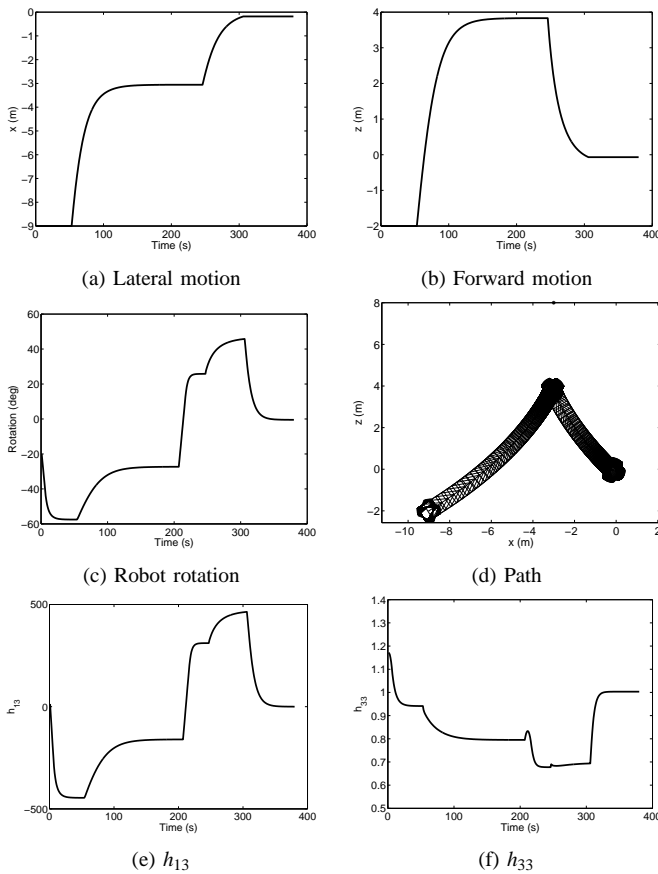 0
−1
−2
−3
−4
−5
−6
−7
−8
−9
x (m)
0 100 200 300 400
Time (s)
(a) Lateral motion
4
3
2
1
0
−1
−2
z (m)
0 100 200 300 400
Time (s)
(b) Forward motion
60
40
20
0
−20
−40
−60
Rotation (deg)
0 100 200 300 400
Time (s)
(c) Robot rotation
8
6
4
2
0
−2
z (m)
−10 −8 −6 −4 −2 0 2
x (m)
(d) Path
500
0
−500
h13
0 100 200 300 400
Time (s)
(e) h13
1.4
1.3
1.2
1.1
1
0.9
0.8
0.7
0.6
0.5
h33
0 100 200 300 400
Time (s)
(f) h33